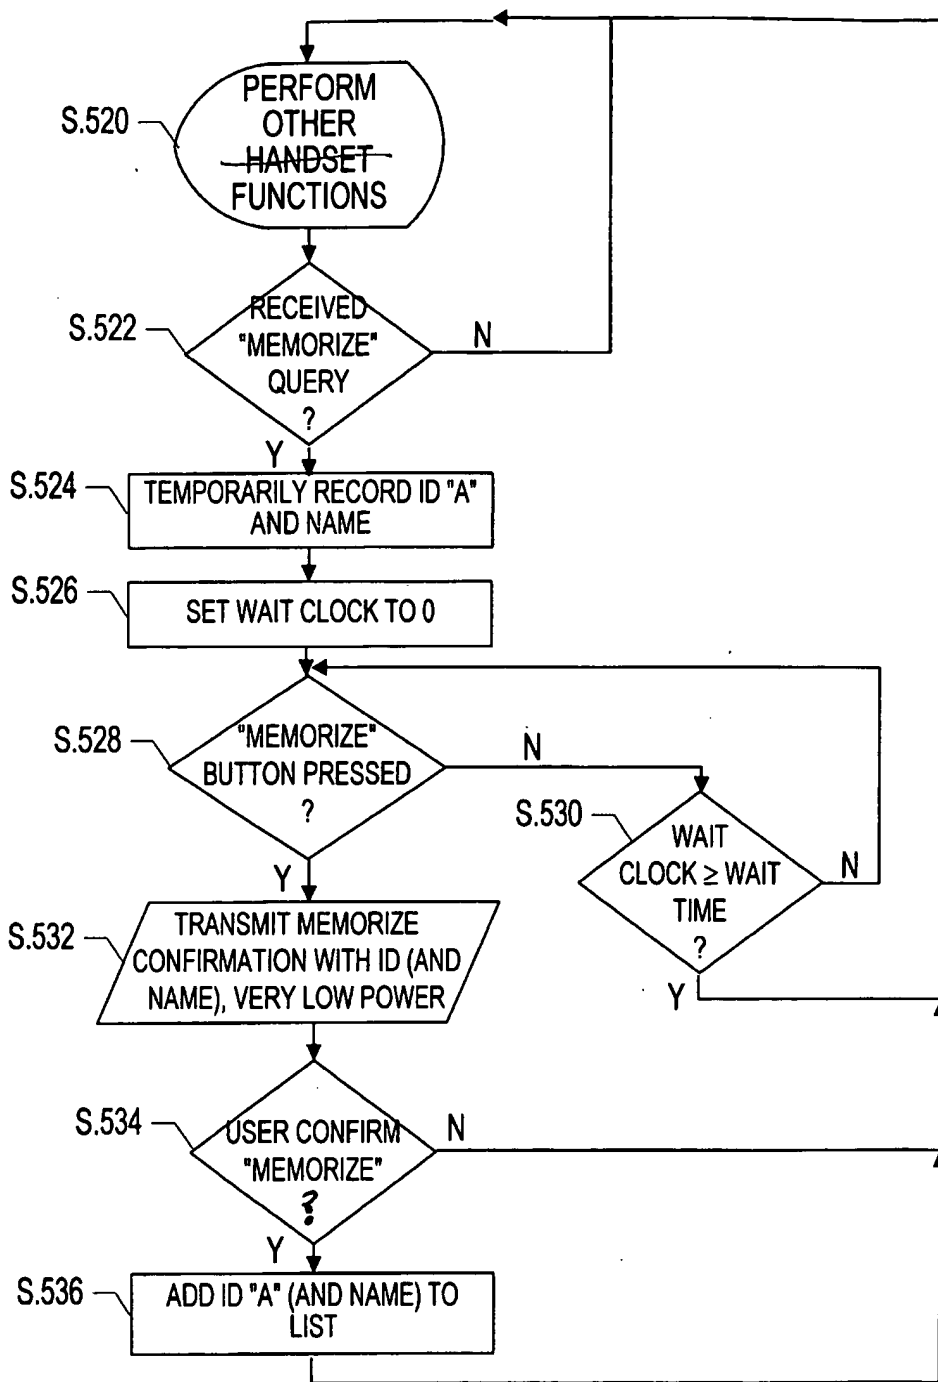 S.520
PERFORM
OTHER
HANDSET
FUNCTIONS
S.522
RECEIVED
"MEMORIZE"
QUERY
?
N
Y
S.524
TEMPORARILY RECORD ID "A"
AND NAME
S.526
SET WAIT CLOCK TO 0
S.528
"MEMORIZE"
BUTTON PRESSED
?
N
S.530
WAIT
CLOCK ≥ WAIT
TIME
?
N
Y
Y
S.532
TRANSMIT MEMORIZE
CONFIRMATION WITH ID (AND
NAME), VERY LOW POWER
S.534
USER CONFIRM
"MEMORIZE"
?
N
Y
S.536
ADD ID "A" (AND NAME) TO
LIST